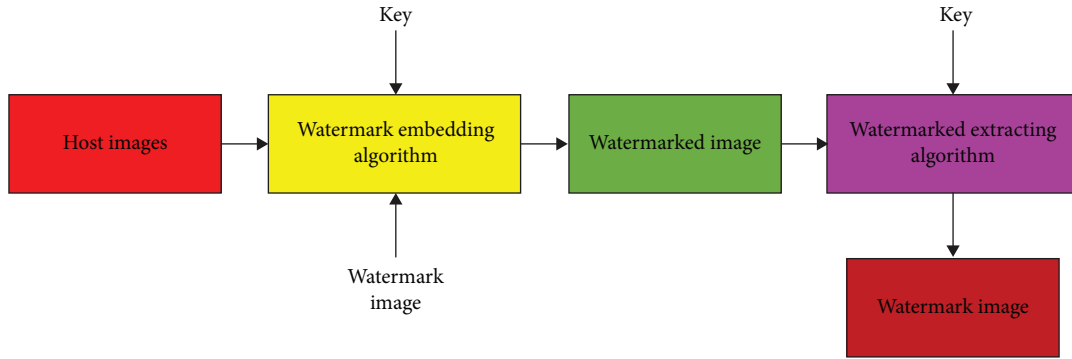 Key
Key
Host images
Watermark embedding
algorithm
Watermarked image
Watermarked extracting
algorithm
Watermark
image
Watermark image